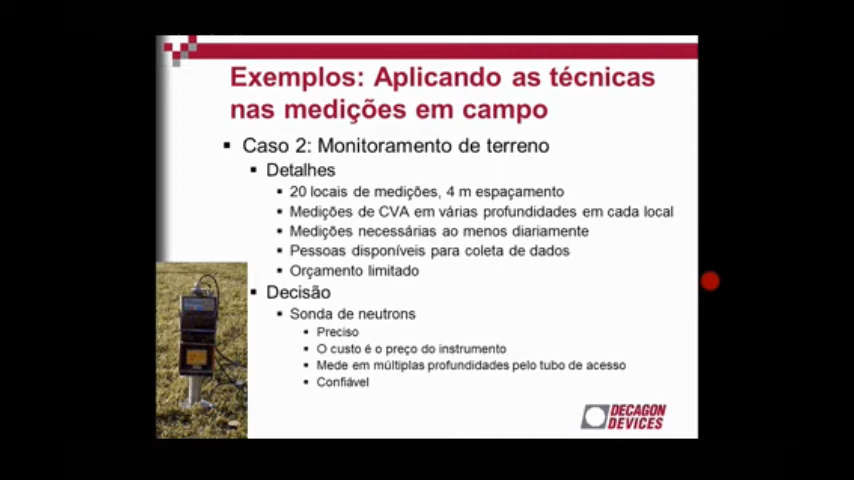 Exemplos: Aplicando as técnicas
nas medições em campo
Caso 2: Monitoramento de terreno
Detalhes
20 locais de medições, 4 m espaçamento
Medições de CVA em várias profundidades em cada local
Medições necessárias ao menos diariamente
Pessoas disponíveis para coleta de dados
Orçamento limitado
Decisão
Sonda de neutrons
Preciso
O custo é o preço do instrumento
Mede em múltiplas profundidades pelo tubo de acesso
Confiável
DECAGON
DEVICES